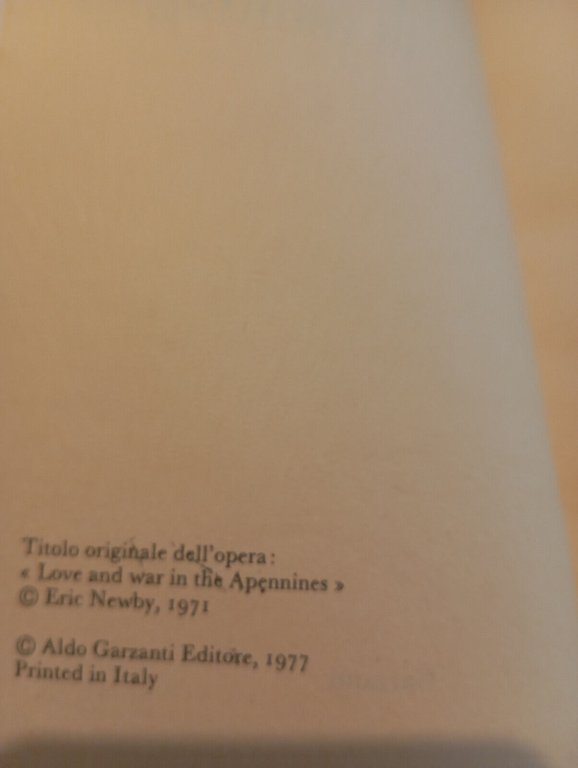 Titolo originale dell'opera:
« Love and war in the Apennines »
© Eric Newby, 1971
© Aldo Garzanti Editore, 1977
Printed in Italy